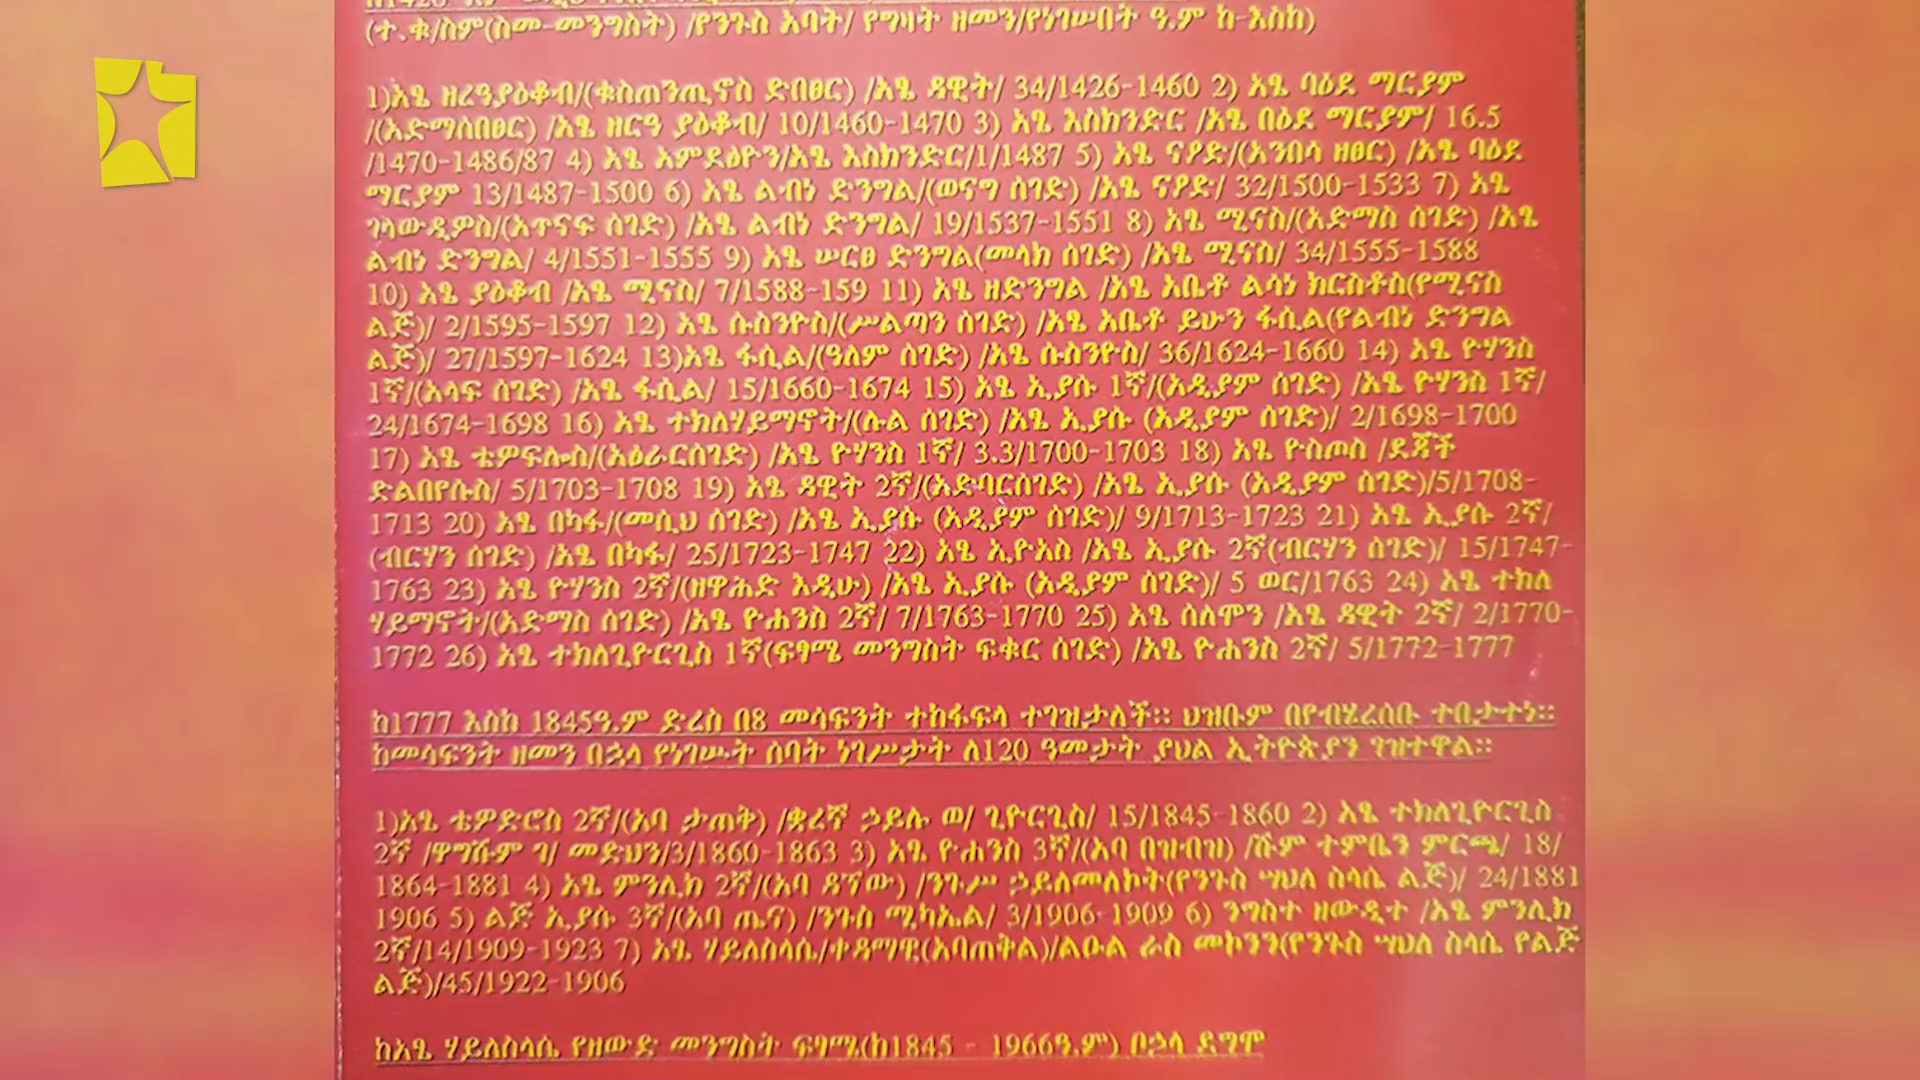 (ተ.ቁ/ስም(ስመ-መንግስት) /የንጉስ አባት/ የግዛት ዘመን/የነገሠበት ዓ.ም ከ-እስከ)
1)አፄ ዘረዓያዕቆብ/(ቁስጠንጢኖስ ድበፀር) /አፄ ዳዊት/ 34/1426-1460 2) አፄ ባዕደ ማርያም
/(አድማስበፀር) /አፄ ዘርዓ ያዕቆብ/ 10/1460-1470 3) አፄ እስክንድር /አፄ በዕደ ማርያም/ 16.5
/1470-1486/87 4) አፄ አምደፅዮን/አፄ እስክንድር/1/1487 5) አፄ ናዖድ/(አንበሳ ዘፀር) /አፄ ባዕደ
ማርያም 13/1487-1500 6) አፄ ልብነ ድንግል/(ወናግ ሰገድ) /አፄ ናዖድ/ 32/1500-1533 7) አፄ
ገላውዲዎስ/(አጥናፍ ሰገድ) /አፄ ልብነ ድንግል/ 19/1537-1551 8) አፄ ሚናስ/(አድማስ ሰገድ) /አፄ
ልብነ ድንግል/ 4/1551-1555 9) አፄ ሠርፀ ድንግል(መላክ ሰገድ) /አፄ ሚናስ/ 34/1555-1588
10) አፄ ያዕቆብ /አፄ ሚናስ/ 7/1588-159 11) አፄ ዘድንግል /አፄ አቤቶ ልሳነ ክርስቶስ(የሚናስ
ልጅ)/ 2/1595-1597 12) አፄ ሱስንዮስ/(ሥልጣን ሰገድ) /አፄ አቤቶ ይሁን ፋሲል(የልብነ ድንግል
ልጅ)/ 27/1597-1624 13)አፄ ፋሲል/(ዓለም ሰገድ) /አፄ ሱስንዮስ/ 36/1624-1660 14) አፄ ዮሃንስ
1ኛ/(አላፍ ሰገድ) /አፄ ፋሲል/ 15/1660-1674 15) አፄ ኢያሱ 1ኛ/(አዲያም ሰገድ) /አፄ ዮሃንስ 1ኛ/
24/1674-1698 16) አፄ ተክለሃይማኖት/(ሉል ሰገድ) /አፄ ኢያሱ (አዲያም ሰገድ)/ 2/1698-1700
17) አፄ ቴዎፍሎስ/(አዕራርሰገድ) /አፄ ዮሃንስ 1ኛ/ 3.3/1700-1703 18) አፄ ዮስጦስ /ደጃች
ድልበየሱስ/ 5/1703-1708 19) አፄ ዳዊት 2ኛ/(አድባርሰገድ) /አፄ ኢያሱ (አዲያም ሰገድ)/5/1708-
1713 20) አፄ በካፋ/(መሲህ ሰገድ) /አፄ ኢያሱ (አዲያም ሰገድ)/ 9/1713-1723 21) አፄ ኢያሱ 2ኛ/
(ብርሃን ሰገድ) /አፄ በካፋ/ 25/1723-1747 22) አፄ ኢዮአስ /አፄ ኢያሱ 2ኛ(ብርሃን ሰገድ)/ 15/1747-
1763 23) አፄ ዮሃንስ 2ኛ/(ዘዋሕድ እዲሁ) /አፄ ኢያሱ (አዲያም ሰገድ)/ 5 ወር/1763 24) አፄ ተክለ
ሃይማኖት/(አድማስ ሰገድ) /አፄ ዮሐንስ 2ኛ/ 7/1763-1770 25) አፄ ሰለሞን /አፄ ዳዊት 2ኛ/ 2/1770-
1772 26) አፄ ተክለጊዮርጊስ 1ኛ(ፍፃሜ መንግስት ፍቁር ሰገድ) /አፄ ዮሐንስ 2ኛ/ 5/1772-1777
ከ1777 እስከ 1845ዓ.ም ድረስ በ8 መሳፍንት ተከፋፍላ ተገዝታለች፡፡ ህዝቡም በየብሄረሰቡ ተበታተነ፡፡
ከመሳፍንት ዘመን በኋላ የነገሡት ሰባት ነገሥታት ለ120 ዓመታት ያህል ኢትዮጵያን ገዝተዋል፡፡
1)አፄ ቴዎድሮስ 2ኛ/(አባ ታጠቅ) /ቋረኛ ኃይሉ ወ/ ጊዮርጊስ/ 15/1845-1860 2) አፄ ተክለጊዮርጊስ
2ኛ /ዋግሹም ገ/ መድህን/3/1860-1863 3) አፄ ዮሐንስ 3ኛ/(አባ በዝብዝ) /ሹም ተምቤን ምርጫ/ 18/
1864-1881 4) አፄ ምንሊክ 2ኛ/(አባ ዳኘው) /ንጉሥ ኃይለመለኮት(የንጉስ ሣህለ ስላሴ ልጅ)/ 24/1881
1906 5) ልጅ ኢያሱ 3ኛ/(አባ ጤና) /ንጉስ ሚካኤል/ 3/1906-1909 6) ንግስተ ዘውዲተ /አፄ ምንሊክ
2ኛ/14/1909-1923 7) አፄ ሃይለስላሴ/ተዳማዊ(አባጠቅል)/ልዑል ራስ መኮንን(የንጉስ ሣህለ ስላሴ የልጅ
ልጅ)/45/1922-1906
ከአፄ ሃይለስላሴ የዘውድ መንግስት ፍፃሜ(ከ1845 - 1966ዓ.ም) ቦኃላ ደግሞ